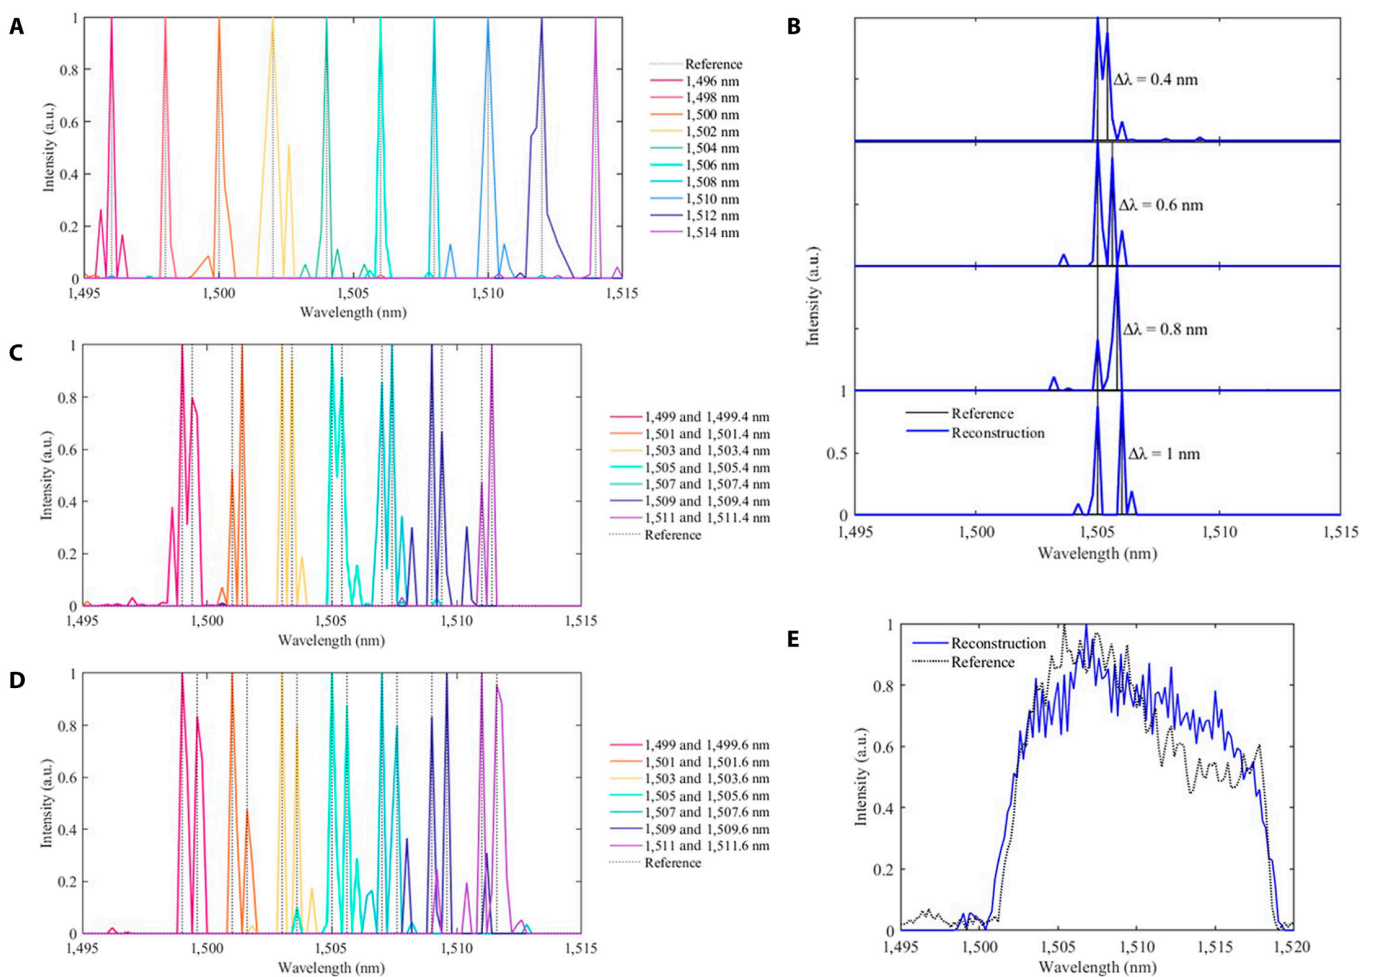 A
Intensity (a.u.)
1
0.8
0.6
0.4
0.2
0
1,495
1,500
1,505
1,510
1,515
Wavelength (nm)
Reference
1,496 nm
1,498 nm
1,500 nm
1,502 nm
1,504 nm
1,506 nm
1,508 nm
1,510 nm
1,512 nm
1,514 nm
B
Intensity (a.u.)
Δλ = 0.4 nm
Δλ = 0.6 nm
Δλ = 0.8 nm
Δλ = 1 nm
Reference
Reconstruction
1
0.5
0
1,495
1,500
1,505
1,510
1,515
Wavelength (nm)
C
Intensity (a.u.)
1
0.8
0.6
0.4
0.2
0
1,495
1,500
1,505
1,510
1,515
Wavelength (nm)
1,499 and 1,499.4 nm
1,501 and 1,501.4 nm
1,503 and 1,503.4 nm
1,505 and 1,505.4 nm
1,507 and 1,507.4 nm
1,509 and 1,509.4 nm
1,511 and 1,511.4 nm
Reference
D
Intensity (a.u.)
1
0.8
0.6
0.4
0.2
0
1,495
1,500
1,505
1,510
1,515
Wavelength (nm)
1,499 and 1,499.6 nm
1,501 and 1,501.6 nm
1,503 and 1,503.6 nm
1,505 and 1,505.6 nm
1,507 and 1,507.6 nm
1,509 and 1,509.6 nm
1,511 and 1,511.6 nm
Reference
E
Intensity (a.u.)
1
0.8
0.6
0.4
0.2
0
Reconstruction
Reference
1,495
1,500
1,505
1,510
1,515
1,520
Wavelength (nm)